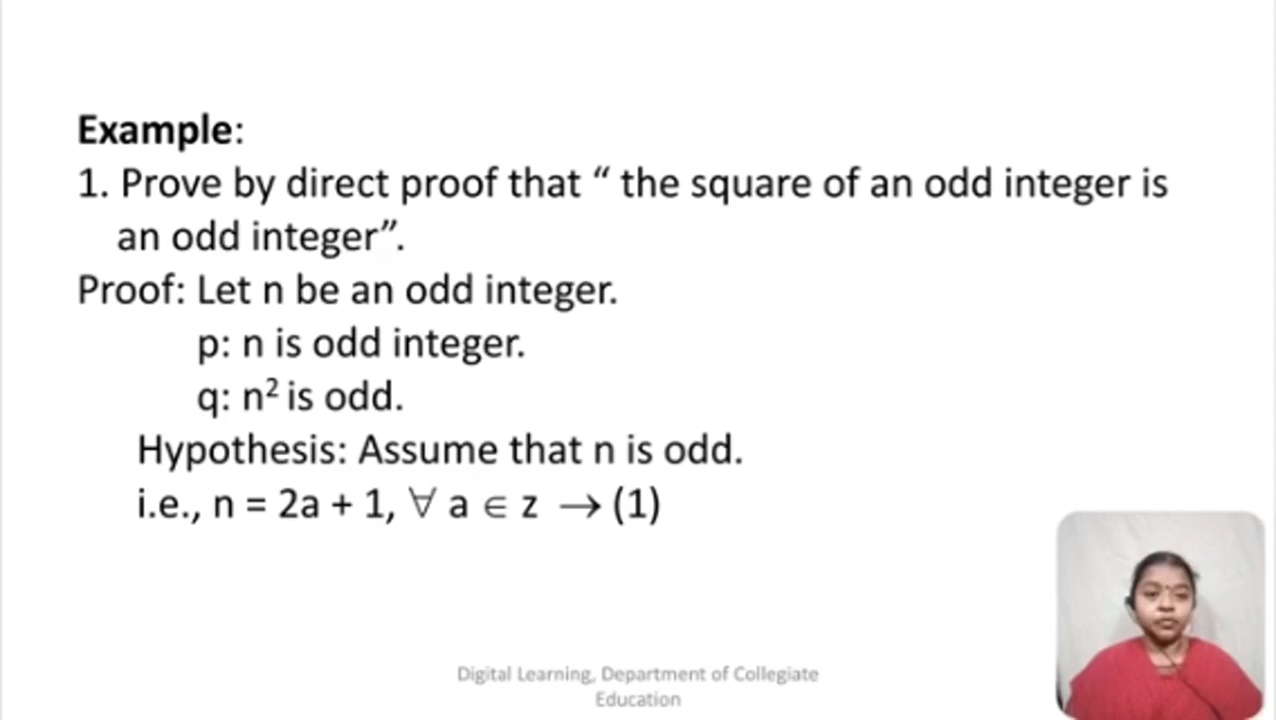 Example:
1. Prove by direct proof that “ the square of an odd integer is
an odd integer”.
Proof: Let n be an odd integer.
p: n is odd integer.
q: n² is odd.
Hypothesis: Assume that n is odd.
i.e., n = 2a + 1, ∀ a ∈ z → (1)
Digital Learning, Department of Collegiate
Education